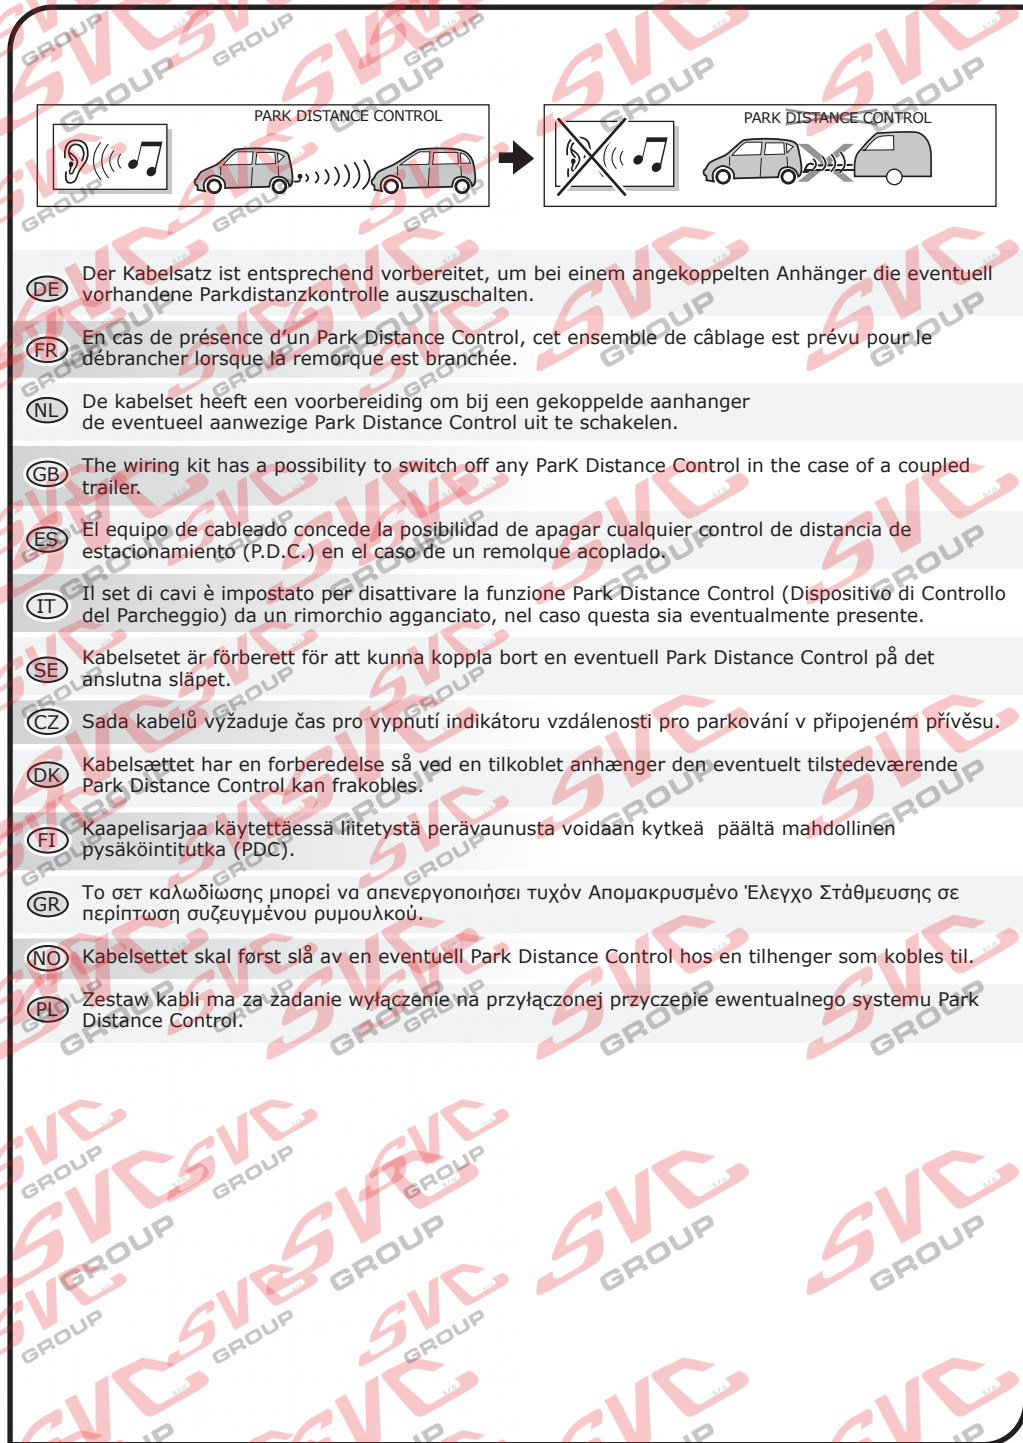 PARK DISTANCE CONTROL
PARK DISTANCE CONTROL
DE
Der Kabelsatz ist entsprechend vorbereitet, um bei einem angekoppelten Anhänger die eventuell
vorhandene Parkdistanzkontrolle auszuschalten.
FR
En cas de présence d'un Park Distance Control, cet ensemble de câblage est prévu pour le
débrancher lorsque la remorque est branchée.
NL
De kabelset heeft een voorbereiding om bij een gekoppelde aanhanger
de eventueel aanwezige Park Distance Control uit te schakelen.
GB
The wiring kit has a possibility to switch off any ParK Distance Control in the case of a coupled
trailer.
ES
El equipo de cableado concede la posibilidad de apagar cualquier control de distancia de
estacionamiento (P.D.C.) en el caso de un remolque acoplado.
IT
Il set di cavi è impostato per disattivare la funzione Park Distance Control (Dispositivo di Controllo
del Parcheggio) da un rimorchio agganciato, nel caso questa sia eventualmente presente.
SE
Kabelsetet är förberett för att kunna koppla bort en eventuell Park Distance Control på det
anslutna släpet.
CZ
Sada kabelů vyžaduje čas pro vypnutí indikátoru vzdálenosti pro parkování v připojeném přívěsu.
DK
Kabelsættet har en forberedelse så ved en tilkoblet anhænger den eventuelt tilstedeværende
Park Distance Control kan frakobles.
FI
Kaapelisarjaa käytettäessä liitetystä perävaunusta voidaan kytkeä päältä mahdollinen
pysäköintitutka (PDC).
GR
Το σετ καλωδίωσης μπορεί να απενεργοποιήσει τυχόν Απομακρυσμένο Έλεγχο Στάθμευσης σε
περίπτωση συζευγμένου ρυμουλκού.
NO
Kabelsettet skal først slå av en eventuell Park Distance Control hos en tilhenger som kobles til.
PL
Zestaw kabli ma za zadanie wyłączenie na przyłączonej przyczepie ewentualnego systemu Park
Distance Control.
SVC GROUP s.r.o.